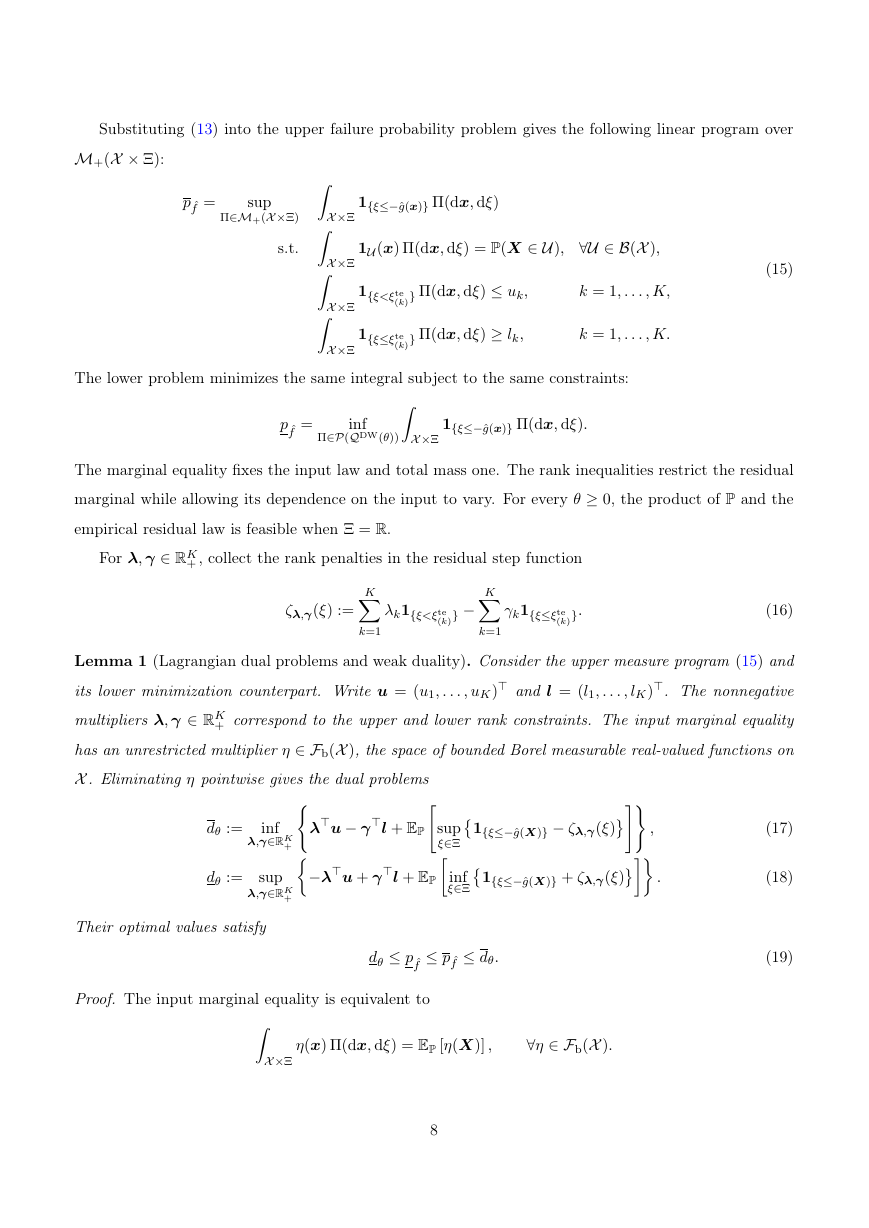 Substituting (13) into the upper failure probability problem gives the following linear program over
ℳ₊(𝒳 × Ξ):
p̅_f̂ = sup_{Π∈ℳ₊(𝒳×Ξ)} ∫_{𝒳×Ξ} 𝟏_{ξ≤−ĝ(𝒙)} Π(d𝒙, dξ)
s.t. ∫_{𝒳×Ξ} 𝟏_𝒰(𝒙) Π(d𝒙, dξ) = ℙ(𝑿 ∈ 𝒰), ∀𝒰 ∈ ℬ(𝒳),
(15)
∫_{𝒳×Ξ} 𝟏_{ξ<ξ^{te}_{(k)}} Π(d𝒙, dξ) ≤ u_k, k = 1, . . . , K,
∫_{𝒳×Ξ} 𝟏_{ξ≤ξ^{te}_{(k)}} Π(d𝒙, dξ) ≥ l_k, k = 1, . . . , K.
The lower problem minimizes the same integral subject to the same constraints:
p̲_f̂ = inf_{Π∈𝒫(𝒬^{DW}(θ))} ∫_{𝒳×Ξ} 𝟏_{ξ≤−ĝ(𝒙)} Π(d𝒙, dξ).
The marginal equality fixes the input law and total mass one. The rank inequalities restrict the residual
marginal while allowing its dependence on the input to vary. For every θ ≥ 0, the product of ℙ and the
empirical residual law is feasible when Ξ = ℝ.
For 𝝀, 𝜸 ∈ ℝ₊^K, collect the rank penalties in the residual step function
ζ_{𝝀,𝜸}(ξ) := ∑_{k=1}^{K} λ_k 𝟏_{ξ<ξ^{te}_{(k)}} − ∑_{k=1}^{K} γ_k 𝟏_{ξ≤ξ^{te}_{(k)}}. (16)
Lemma 1 (Lagrangian dual problems and weak duality). Consider the upper measure program (15) and
its lower minimization counterpart. Write 𝒖 = (u₁, . . . , u_K)^⊤ and 𝒍 = (l₁, . . . , l_K)^⊤. The nonnegative
multipliers 𝝀, 𝜸 ∈ ℝ₊^K correspond to the upper and lower rank constraints. The input marginal equality
has an unrestricted multiplier η ∈ ℱ_b(𝒳), the space of bounded Borel measurable real-valued functions on
𝒳. Eliminating η pointwise gives the dual problems
d̅_θ := inf_{𝝀,𝜸∈ℝ₊^K} { 𝝀^⊤𝒖 − 𝜸^⊤𝒍 + 𝔼_ℙ [ sup_{ξ∈Ξ} {𝟏_{ξ≤−ĝ(𝑿)} − ζ_{𝝀,𝜸}(ξ)} ] }, (17)
d̲_θ := sup_{𝝀,𝜸∈ℝ₊^K} { −𝝀^⊤𝒖 + 𝜸^⊤𝒍 + 𝔼_ℙ [ inf_{ξ∈Ξ} {𝟏_{ξ≤−ĝ(𝑿)} + ζ_{𝝀,𝜸}(ξ)} ] }. (18)
Their optimal values satisfy
d̲_θ ≤ p̲_f̂ ≤ p̅_f̂ ≤ d̅_θ. (19)
Proof. The input marginal equality is equivalent to
∫_{𝒳×Ξ} η(𝒙) Π(d𝒙, dξ) = 𝔼_ℙ [η(𝑿)] , ∀η ∈ ℱ_b(𝒳).
8